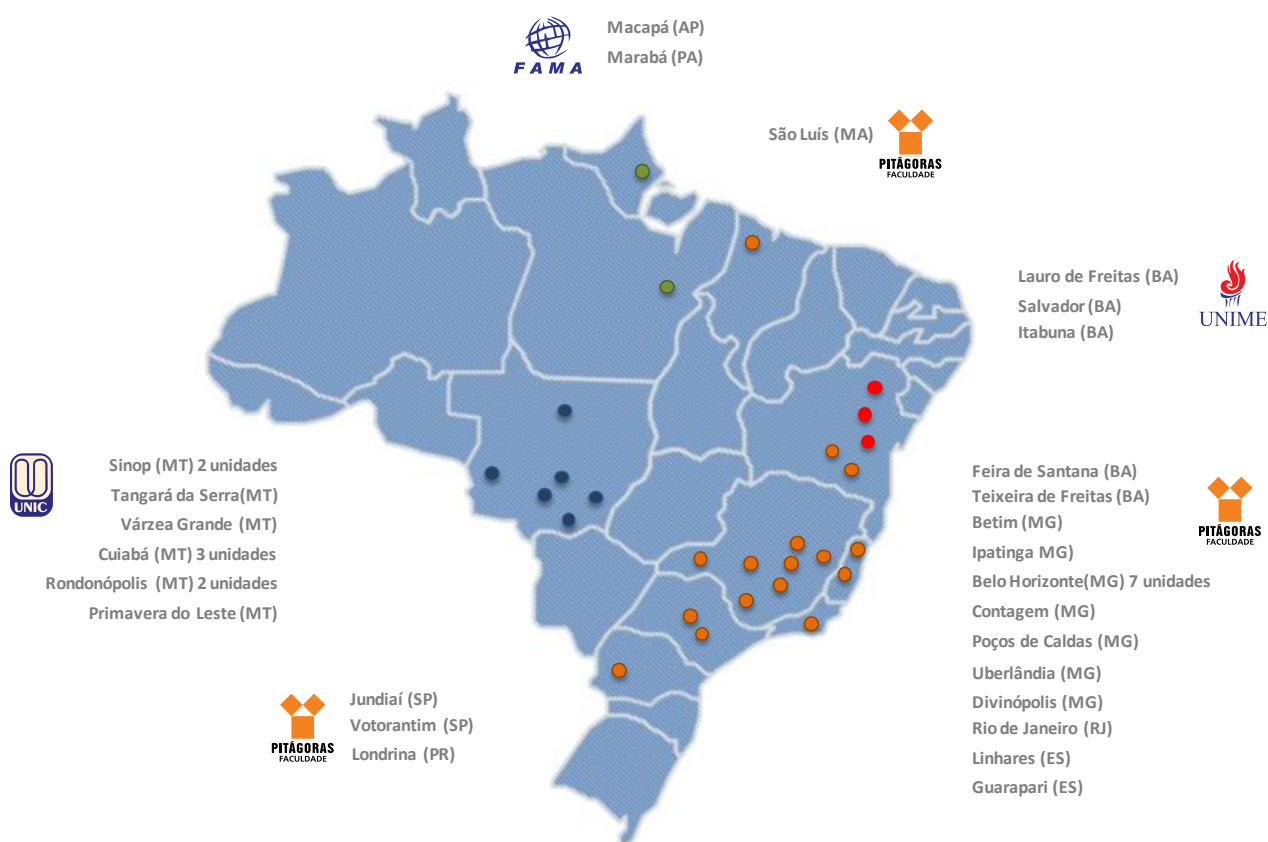 Macapá (AP)
Marabá (PA)
FAMA
São Luís (MA)
PITÁGORAS
FACULDADE
Lauro de Freitas (BA)
Salvador (BA)
Itabuna (BA)
UNIME
Sinop (MT) 2 unidades
Tangará da Serra(MT)
Várzea Grande (MT)
Cuiabá (MT) 3 unidades
Rondonópolis (MT) 2 unidades
Primavera do Leste (MT)
UNIC
Feira de Santana (BA)
Teixeira de Freitas (BA)
Betim (MG)
Ipatinga MG)
Belo Horizonte(MG) 7 unidades
Contagem (MG)
Poços de Caldas (MG)
Uberlândia (MG)
Divinópolis (MG)
Rio de Janeiro (RJ)
Linhares (ES)
Guarapari (ES)
PITÁGORAS
FACULDADE
Jundiaí (SP)
Votorantim (SP)
Londrina (PR)
PITÁGORAS
FACULDADE